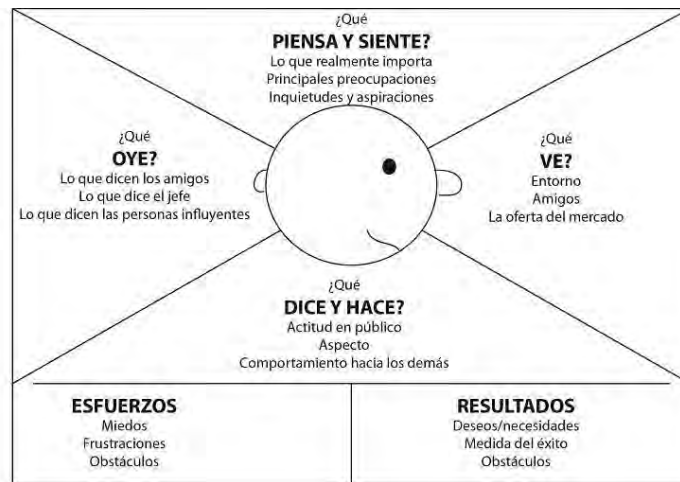 ¿Qué
PIENSA Y SIENTE?
Lo que realmente importa
Principales preocupaciones
Inquietudes y aspiraciones
¿Qué
OYE?
Lo que dicen los amigos
Lo que dice el jefe
Lo que dicen las personas influyentes
¿Qué
VE?
Entorno
Amigos
La oferta del mercado
¿Qué
DICE Y HACE?
Actitud en público
Aspecto
Comportamiento hacia los demás
ESFUERZOS
Miedos
Frustraciones
Obstáculos
RESULTADOS
Deseos/necesidades
Medida del éxito
Obstáculos